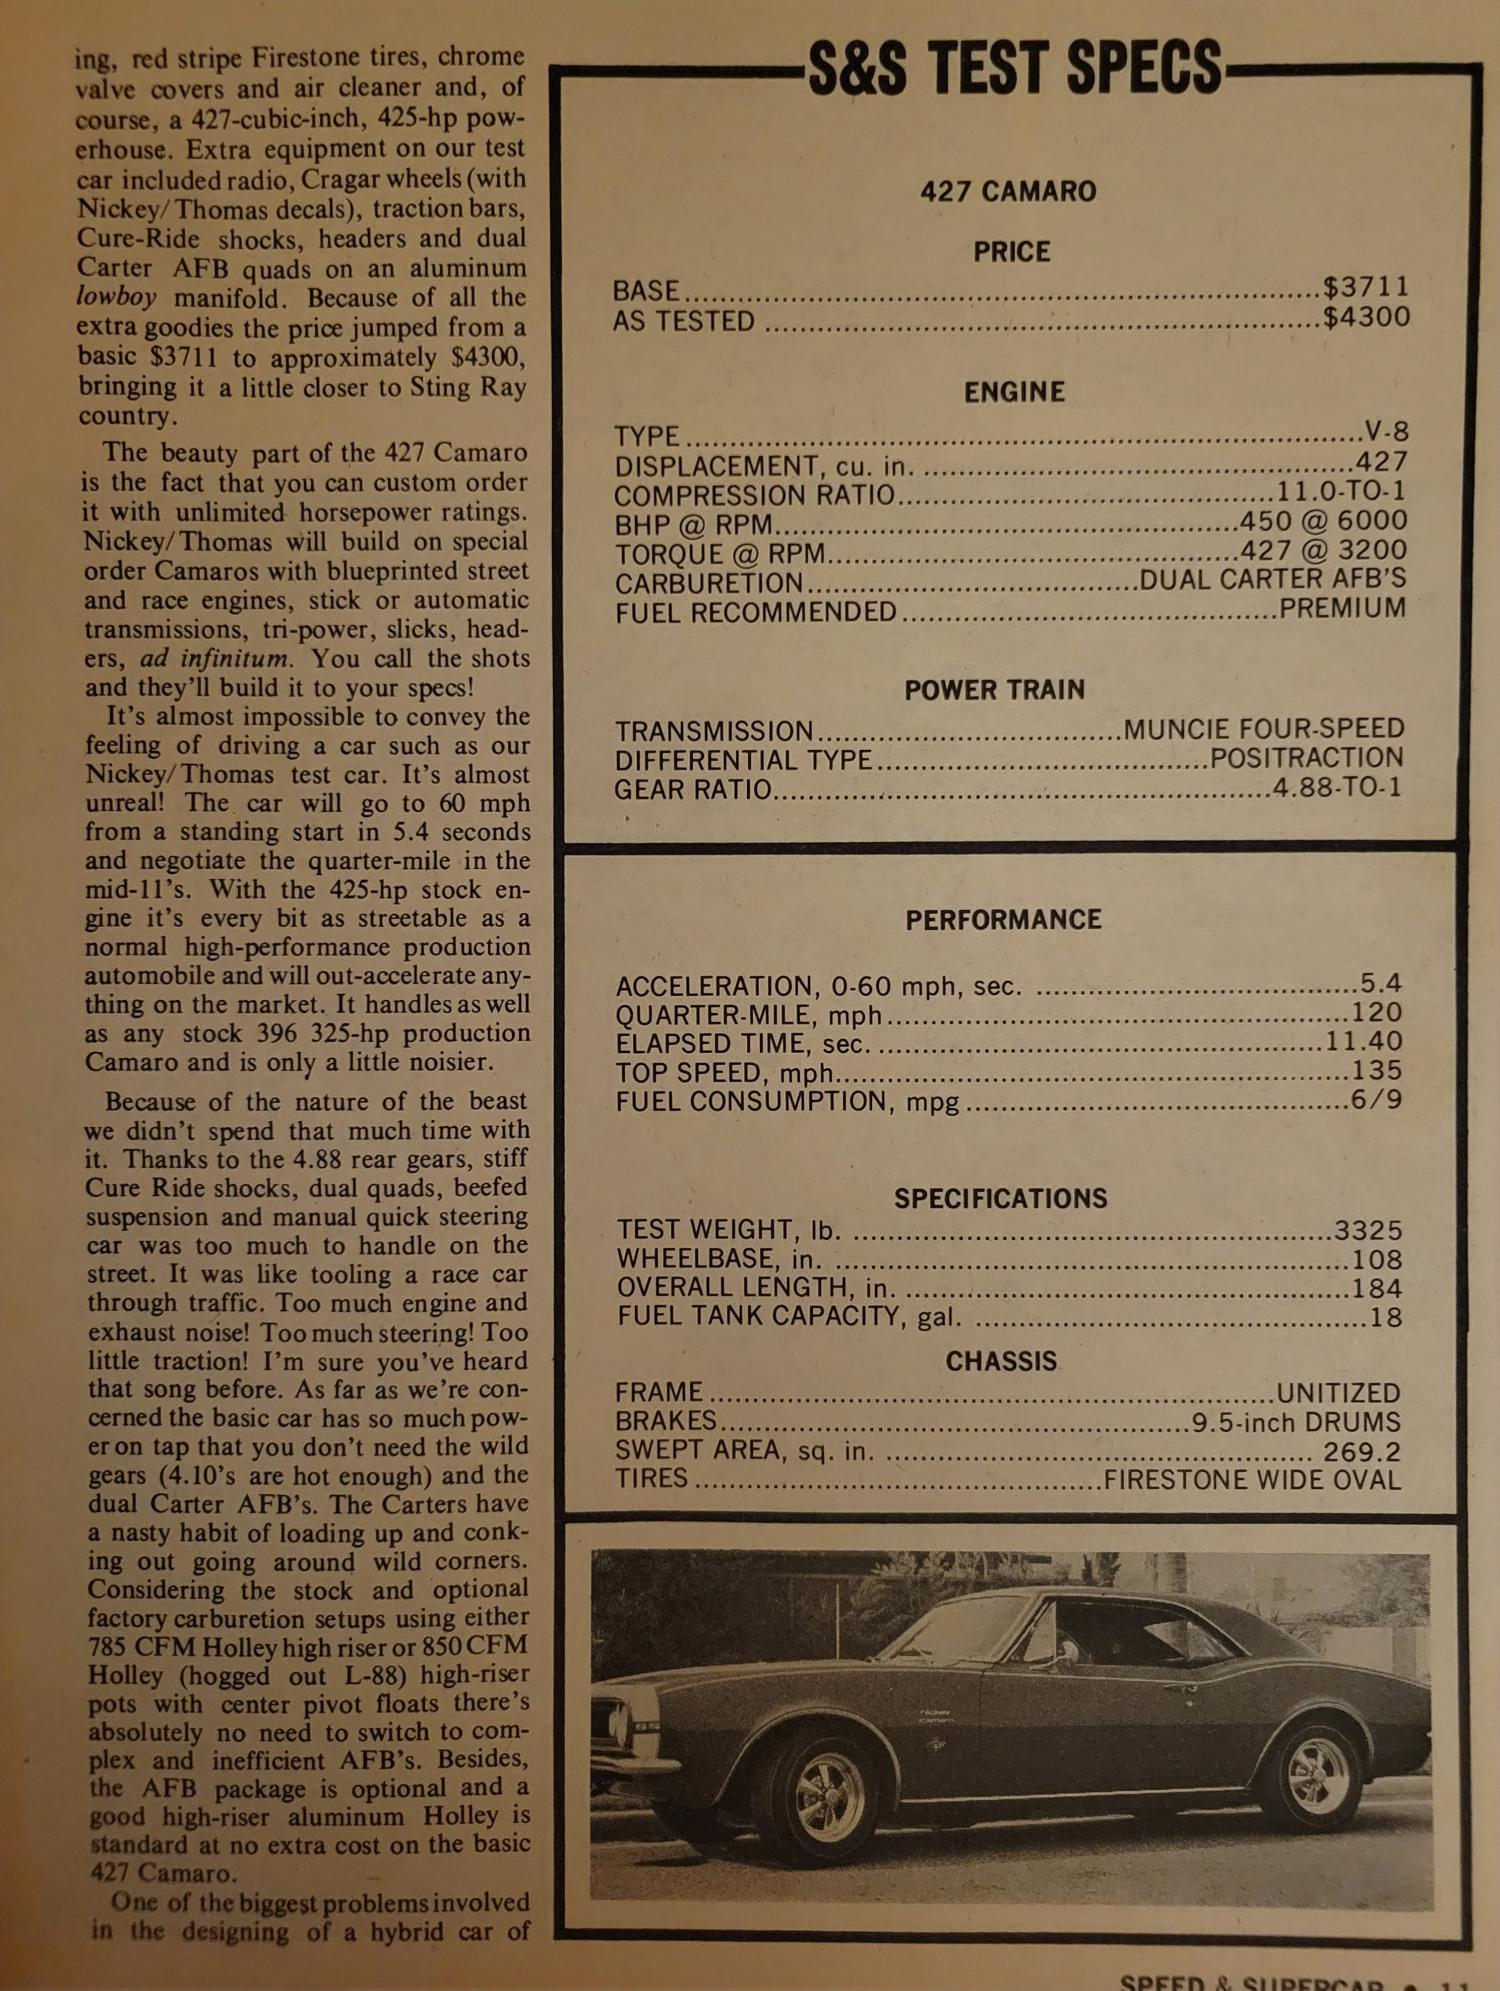 ing, red stripe Firestone tires, chrome
valve covers and air cleaner and, of
course, a 427-cubic-inch, 425-hp pow-
erhouse. Extra equipment on our test
car included radio, Cragar wheels (with
Nickey/Thomas decals), traction bars,
Cure-Ride shocks, headers and dual
Carter AFB quads on an aluminum
lowboy manifold. Because of all the
extra goodies the price jumped from a
basic $3711 to approximately $4300,
bringing it a little closer to Sting Ray
country.
The beauty part of the 427 Camaro
is the fact that you can custom order
it with unlimited horsepower ratings.
Nickey/Thomas will build on special
order Camaros with blueprinted street
and race engines, stick or automatic
transmissions, tri-power, slicks, head-
ers, ad infinitum. You call the shots
and they'll build it to your specs!
It's almost impossible to convey the
feeling of driving a car such as our
Nickey/Thomas test car. It's almost
unreal! The car will go to 60 mph
from a standing start in 5.4 seconds
and negotiate the quarter-mile in the
mid-11's. With the 425-hp stock en-
gine it's every bit as streetable as a
normal high-performance production
automobile and will out-accelerate any-
thing on the market. It handles as well
as any stock 396 325-hp production
Camaro and is only a little noisier.
Because of the nature of the beast
we didn't spend that much time with
it. Thanks to the 4.88 rear gears, stiff
Cure Ride shocks, dual quads, beefed
suspension and manual quick steering
car was too much to handle on the
street. It was like tooling a race car
through traffic. Too much engine and
exhaust noise! Too much steering! Too
little traction! I'm sure you've heard
that song before. As far as we're con-
cerned the basic car has so much pow-
er on tap that you don't need the wild
gears (4.10's are hot enough) and the
dual Carter AFB's. The Carters have
a nasty habit of loading up and conk-
ing out going around wild corners.
Considering the stock and optional
factory carburetion setups using either
785 CFM Holley high riser or 850 CFM
Holley (hogged out L-88) high-riser
pots with center pivot floats there's
absolutely no need to switch to com-
plex and inefficient AFB's. Besides,
the AFB package is optional and a
good high-riser aluminum Holley is
standard at no extra cost on the basic
427 Camaro.
One of the biggest problems involved
in the designing of a hybrid car of
S&S TEST SPECS
427 CAMARO
PRICE
BASE....................$3711
AS TESTED ....................$4300
ENGINE
TYPE....................V-8
DISPLACEMENT, cu. in. ....................427
COMPRESSION RATIO....................11.0-TO-1
BHP @ RPM....................450 @ 6000
TORQUE @ RPM....................427 @ 3200
CARBURETION....................DUAL CARTER AFB'S
FUEL RECOMMENDED....................PREMIUM
POWER TRAIN
TRANSMISSION....................MUNCIE FOUR-SPEED
DIFFERENTIAL TYPE....................POSITRACTION
GEAR RATIO....................4.88-TO-1
PERFORMANCE
ACCELERATION, 0-60 mph, sec. ....................5.4
QUARTER-MILE, mph....................120
ELAPSED TIME, sec. ....................11.40
TOP SPEED, mph....................135
FUEL CONSUMPTION, mpg....................6/9
SPECIFICATIONS
TEST WEIGHT, lb. ....................3325
WHEELBASE, in. ....................108
OVERALL LENGTH, in. ....................184
FUEL TANK CAPACITY, gal. ....................18
CHASSIS
FRAME....................UNITIZED
BRAKES....................9.5-inch DRUMS
SWEPT AREA, sq. in. .................... 269.2
TIRES....................FIRESTONE WIDE OVAL
SPEED & SUPERCAR • 11